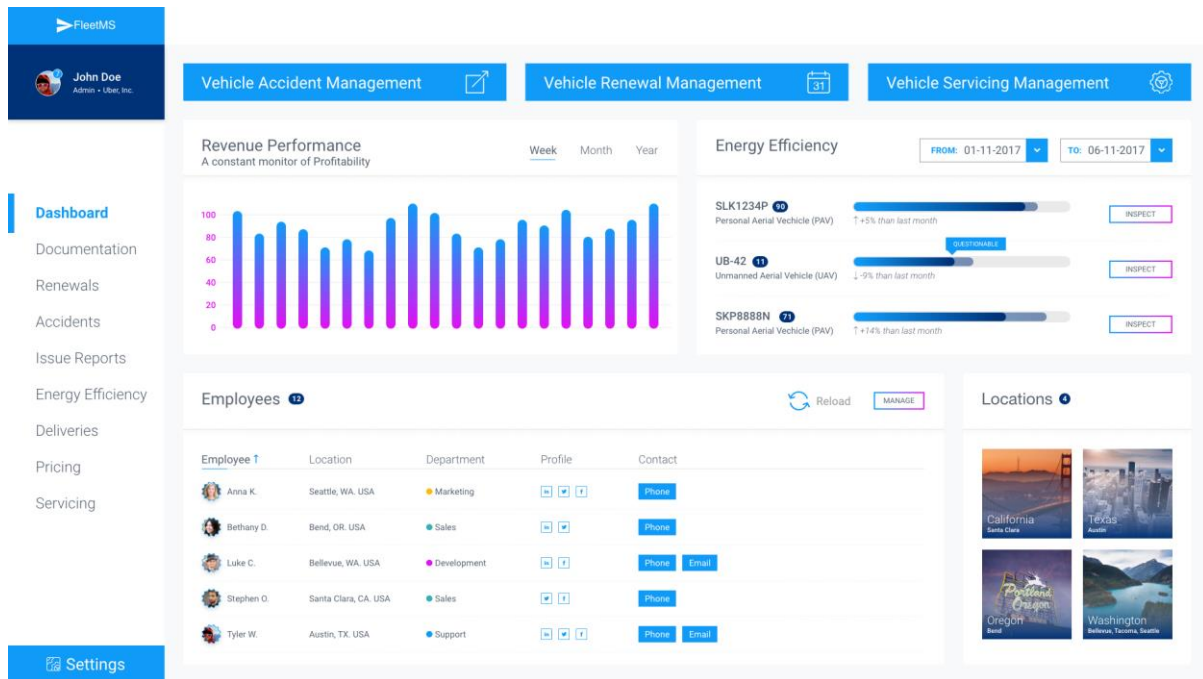 FleetMS
John Doe
Admin • Uber, Inc.
Dashboard
Documentation
Renewals
Accidents
Issue Reports
Energy Efficiency
Deliveries
Pricing
Servicing
Settings
Vehicle Accident Management
Vehicle Renewal Management
31
Vehicle Servicing Management
Revenue Performance
A constant monitor of Profitability
Week Month Year
100
80
60
40
20
0
Energy Efficiency
FROM: 01-11-2017
TO: 06-11-2017
SLK1234P 90
Personal Aerial Vechicle (PAV)
↑ +5% than last month
INSPECT
QUESTIONABLE
UB-42 11
Unmanned Aerial Vehicle (UAV)
↓ -9% than last month
INSPECT
SKP8888N 71
Personal Aerial Vechicle (PAV)
↑ +14% than last month
INSPECT
Employees 12
Reload
MANAGE
Employee ↑ Location Department Profile Contact
Anna K. Seattle, WA. USA Marketing in f Phone
Bethany D. Bend, OR. USA Sales in Phone
Luke C. Bellevue, WA. USA Development in f Phone Email
Stephen O. Santa Clara, CA. USA Sales f Phone
Tyler W. Austin, TX. USA Support in f Phone Email
Locations 4
California
Santa Clara
Texas
Austin
Portland
Oregon
Oregon
Bend
Washington
Bellevue, Tacoma, Seattle